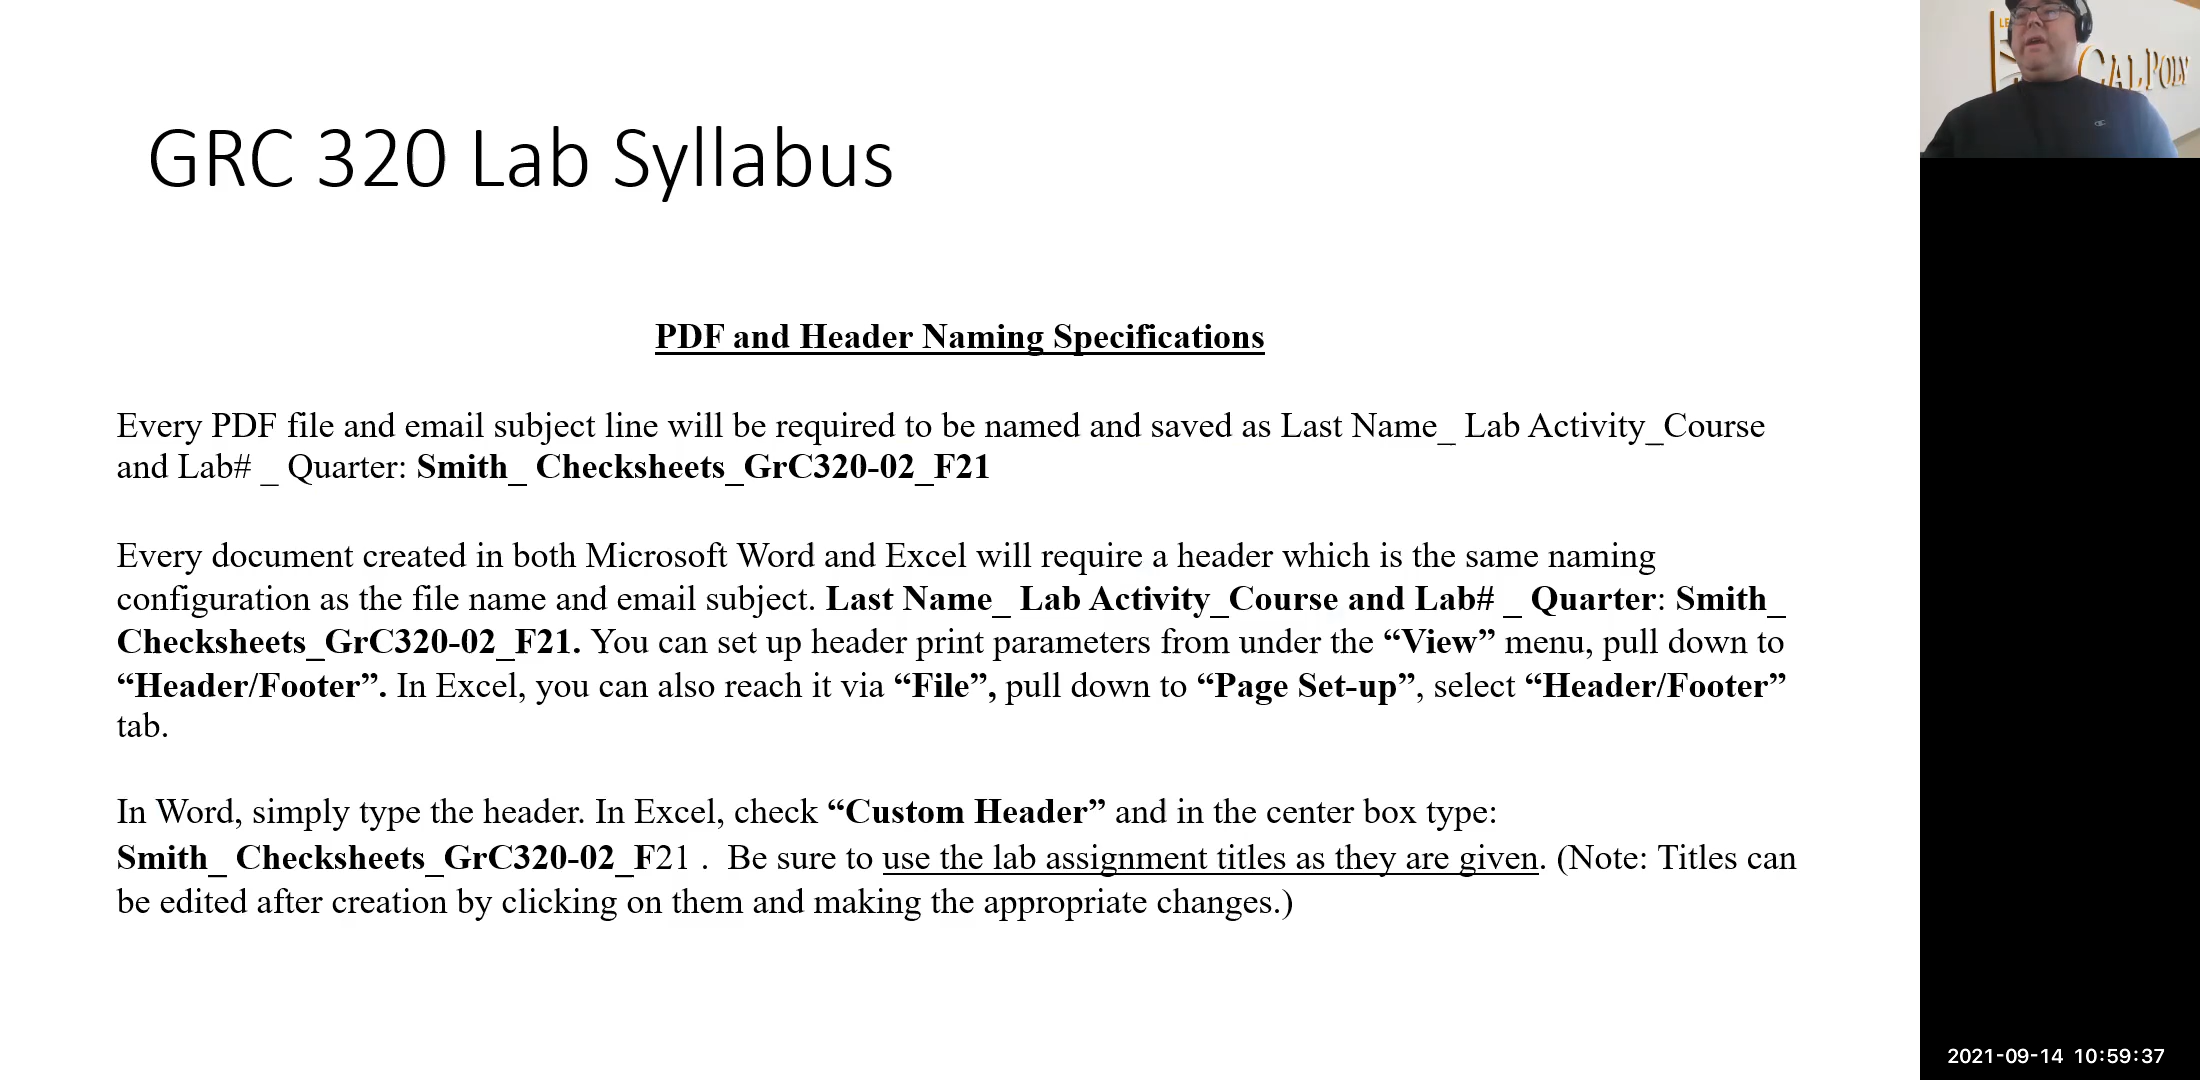 GRC 320 Lab Syllabus
PDF and Header Naming Specifications
Every PDF file and email subject line will be required to be named and saved as Last Name_ Lab Activity_Course
and Lab# _ Quarter: Smith_ Checksheets_GrC320-02_F21
Every document created in both Microsoft Word and Excel will require a header which is the same naming
configuration as the file name and email subject. Last Name_ Lab Activity_Course and Lab# _ Quarter: Smith_
Checksheets_GrC320-02_F21. You can set up header print parameters from under the “View” menu, pull down to
“Header/Footer”. In Excel, you can also reach it via “File”, pull down to “Page Set-up”, select “Header/Footer”
tab.
In Word, simply type the header. In Excel, check “Custom Header” and in the center box type:
Smith_ Checksheets_GrC320-02_F21 .  Be sure to use the lab assignment titles as they are given. (Note: Titles can
be edited after creation by clicking on them and making the appropriate changes.)
CAL POLY
2021-09-14 10:59:37